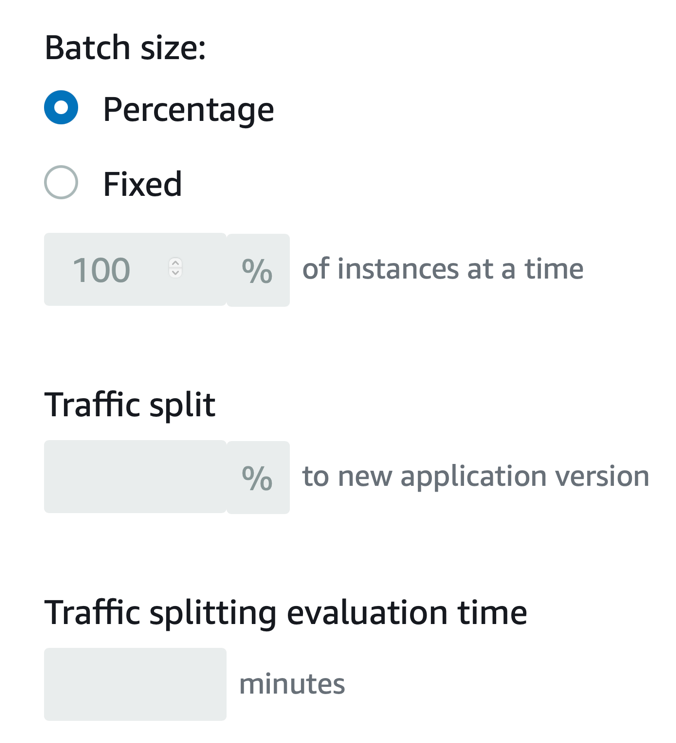 Batch size:
Percentage
Fixed
100 % of instances at a time
Traffic split
% to new application version
Traffic splitting evaluation time
minutes